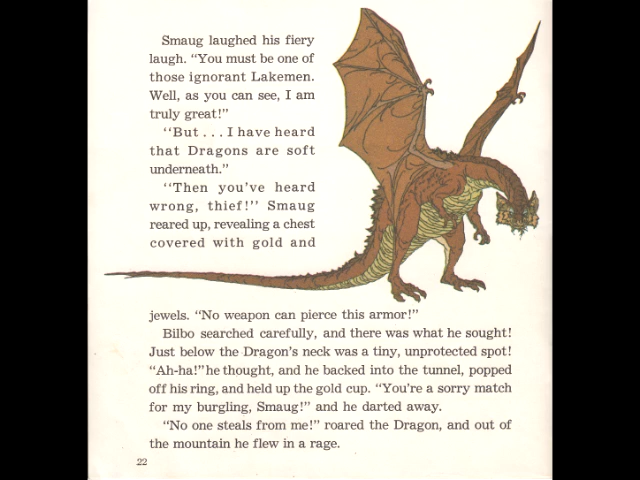 Smaug laughed his fiery
laugh. “You must be one of
those ignorant Lakemen.
Well, as you can see, I am
truly great!”
“But . . . I have heard
that Dragons are soft
underneath.”
“Then you’ve heard
wrong, thief!” Smaug
reared up, revealing a chest
covered with gold and
jewels. “No weapon can pierce this armor!”
Bilbo searched carefully, and there was what he sought!
Just below the Dragon’s neck was a tiny, unprotected spot!
“Ah-ha!” he thought, and he backed into the tunnel, popped
off his ring, and held up the gold cup. “You’re a sorry match
for my burgling, Smaug!” and he darted away.
“No one steals from me!” roared the Dragon, and out of
the mountain he flew in a rage.
22